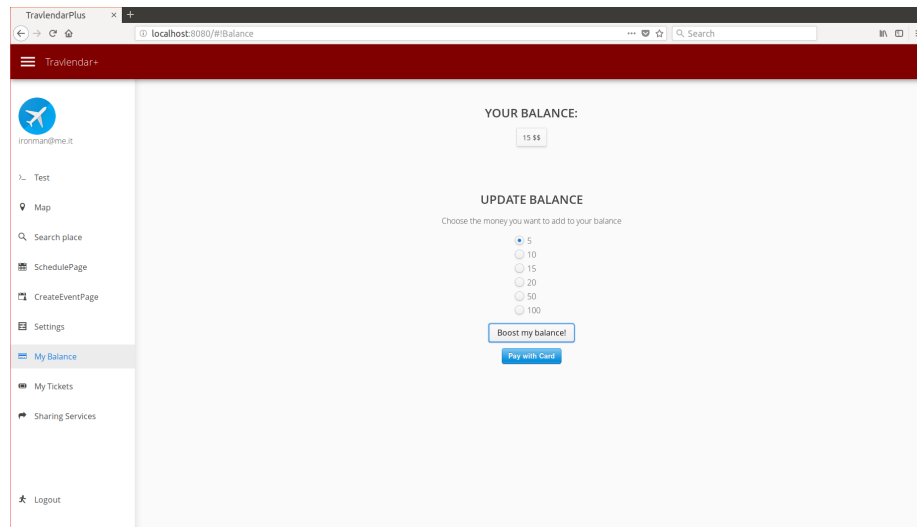 TravlendarPlus × +
localhost:8080/#!Balance ··· Search
Travlendar+
ironman@me.it
Test
Map
Search place
SchedulePage
CreateEventPage
Settings
My Balance
My Tickets
Sharing Services
Logout
YOUR BALANCE:
15 $$
UPDATE BALANCE
Choose the money you want to add to your balance
5
10
15
20
50
100
Boost my balance!
Pay with Card